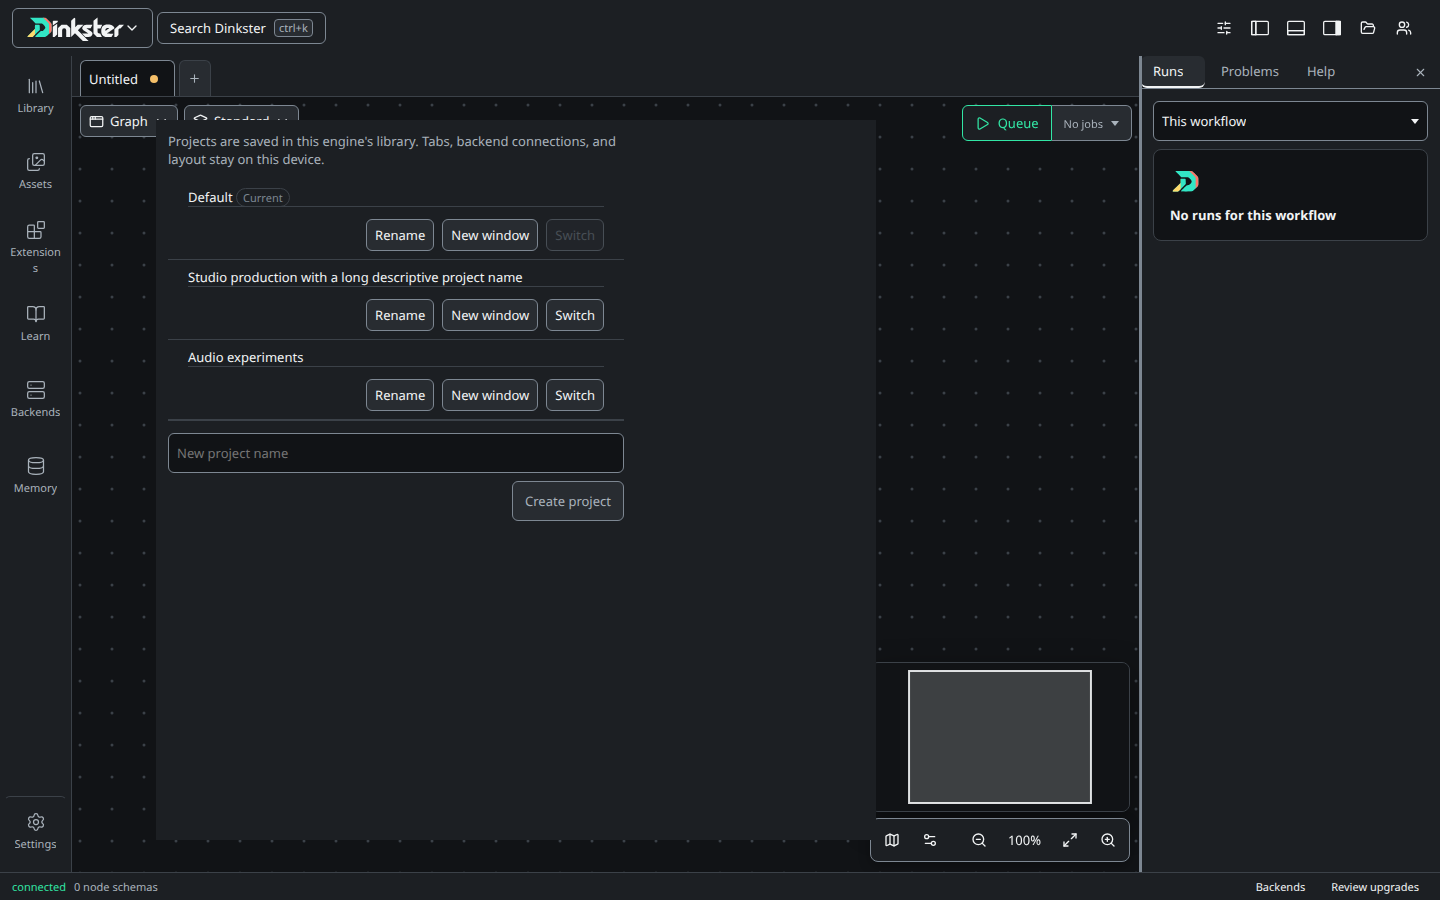 Dinkster
Search Dinkster ctrl+k
Library
Assets
Extension
s
Learn
Backends
Memory
Settings
Untitled
Graph
Standard
Queue
No jobs
Projects are saved in this engine's library. Tabs, backend connections, and
layout stay on this device.
Default Current
Rename New window Switch
Studio production with a long descriptive project name
Rename New window Switch
Audio experiments
Rename New window Switch
New project name
Create project
100%
Runs Problems Help
This workflow
No runs for this workflow
connected 0 node schemas
Backends Review upgrades